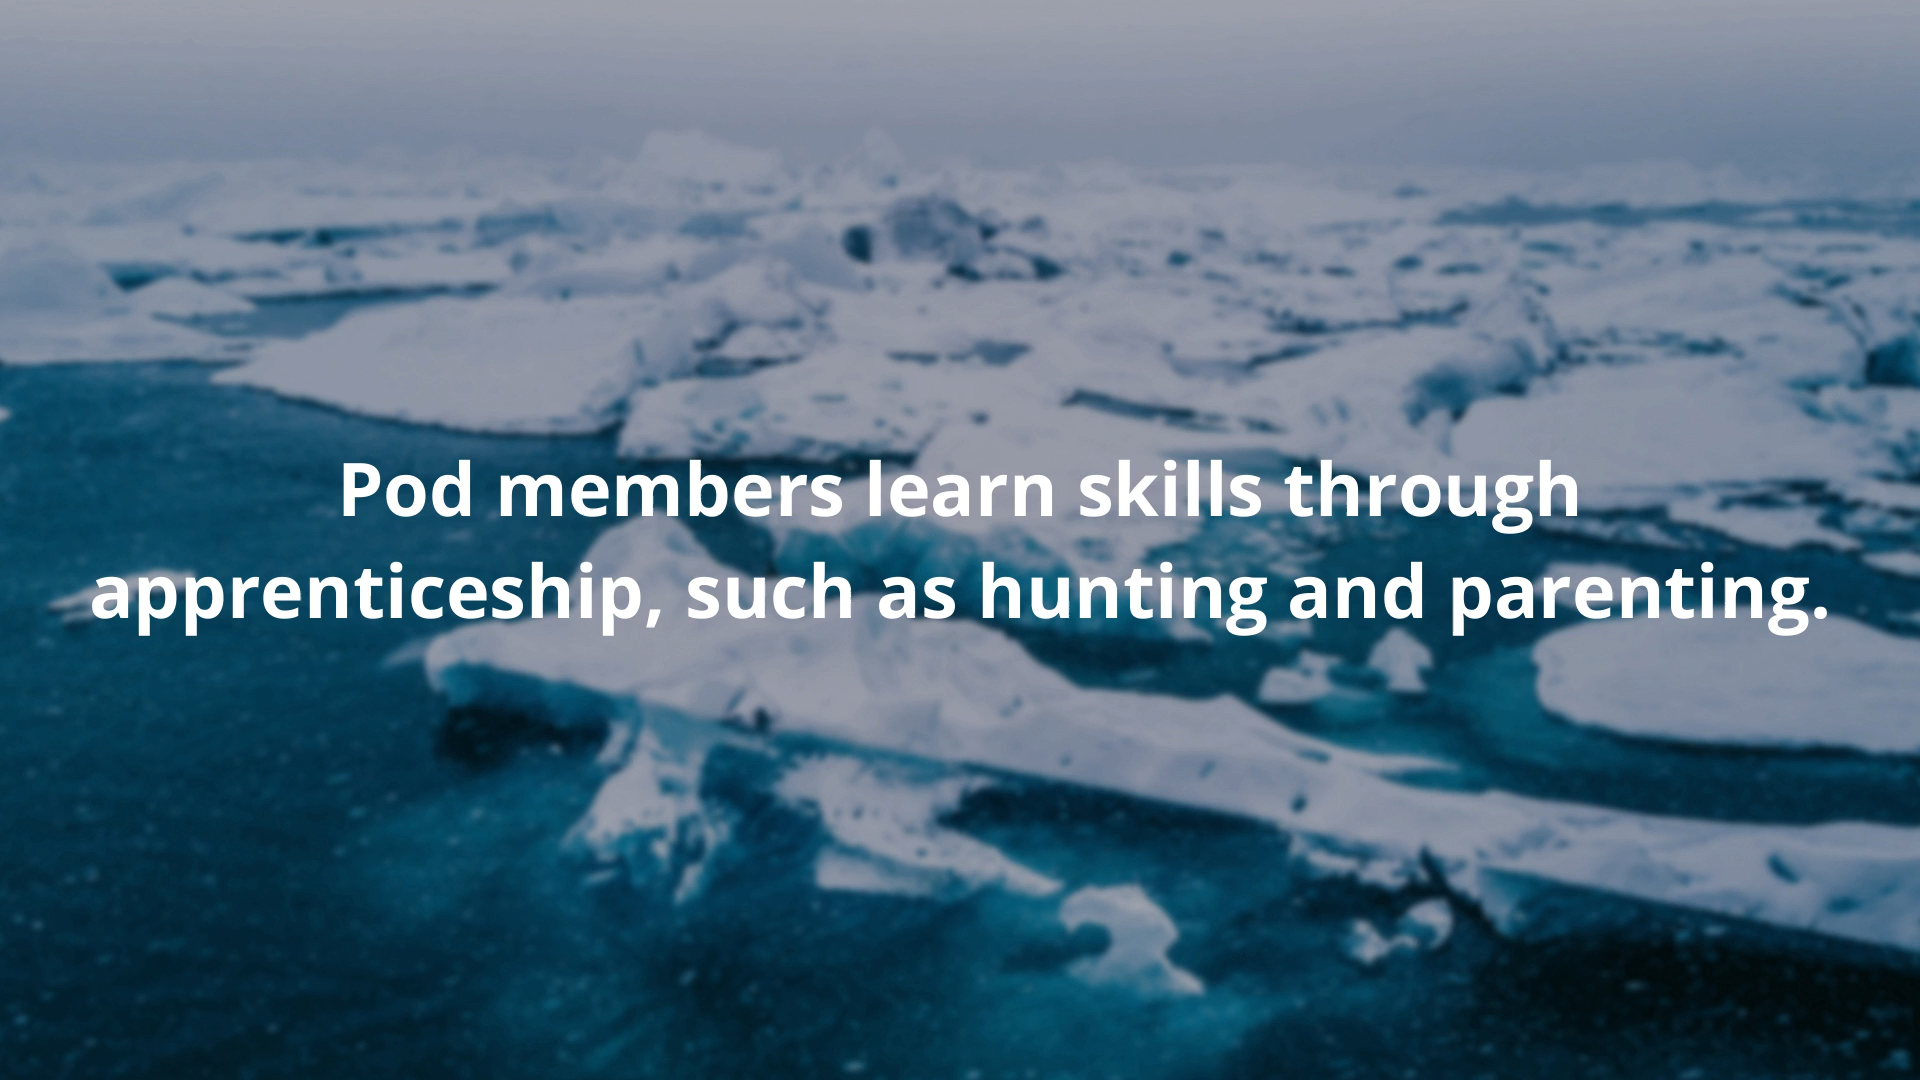 Pod members learn skills through
apprenticeship, such as hunting and parenting.